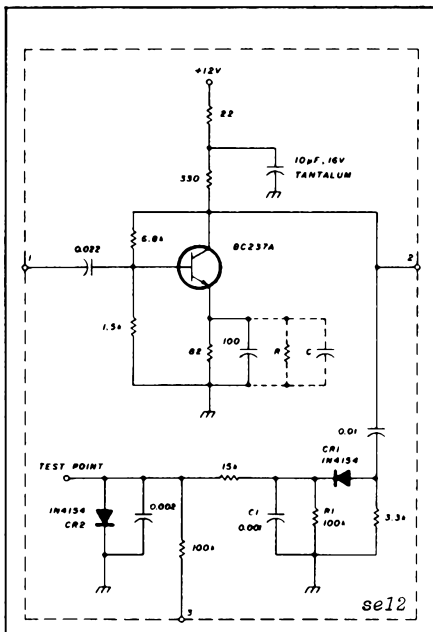 +12V
22
10µF, 16V
TANTALUM
330
6.8k
BC237A
0.022
1
2
1.5k
82
100
R
C
0.01
CR1
1N4154
TEST POINT
15k
1N4154
CR2
0.002
C1
0.001
R1
100k
3.3k
100k
3
sel2